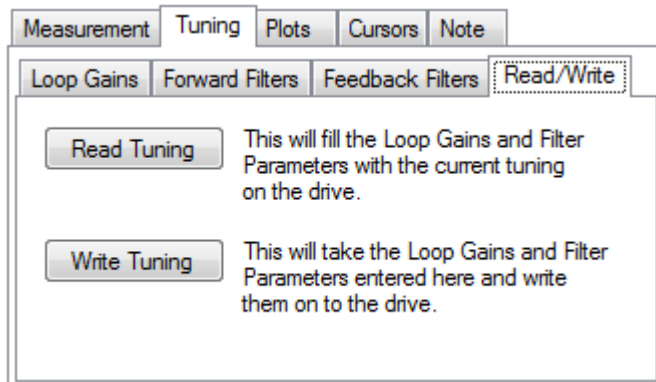 Measurement Tuning Plots Cursors Note
Loop Gains Forward Filters Feedback Filters Read/Write
Read Tuning
This will fill the Loop Gains and Filter
Parameters with the current tuning
on the drive.
Write Tuning
This will take the Loop Gains and Filter
Parameters entered here and write
them on to the drive.